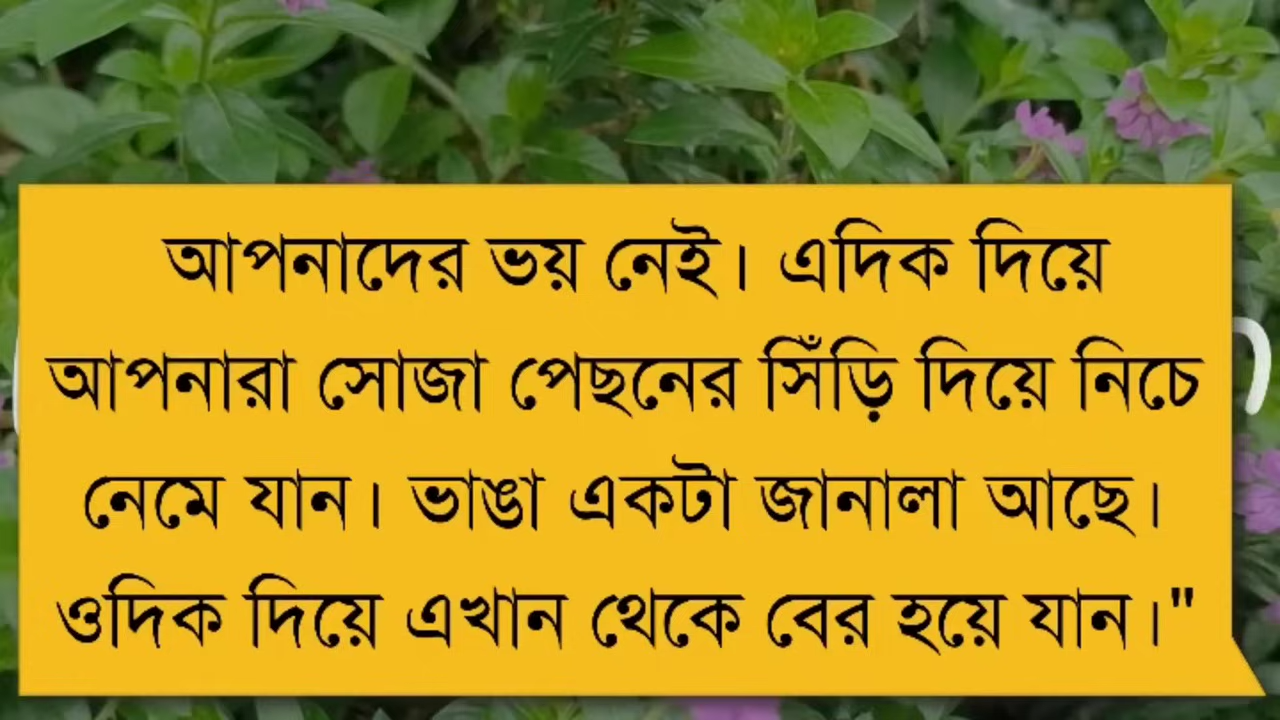 আপনাদের ভয় নেই। এদিক দিয়ে
আপনারা সোজা পেছনের সিঁড়ি দিয়ে নিচে
নেমে যান। ভাঙা একটা জানালা আছে।
ওদিক দিয়ে এখান থেকে বের হয়ে যান।"